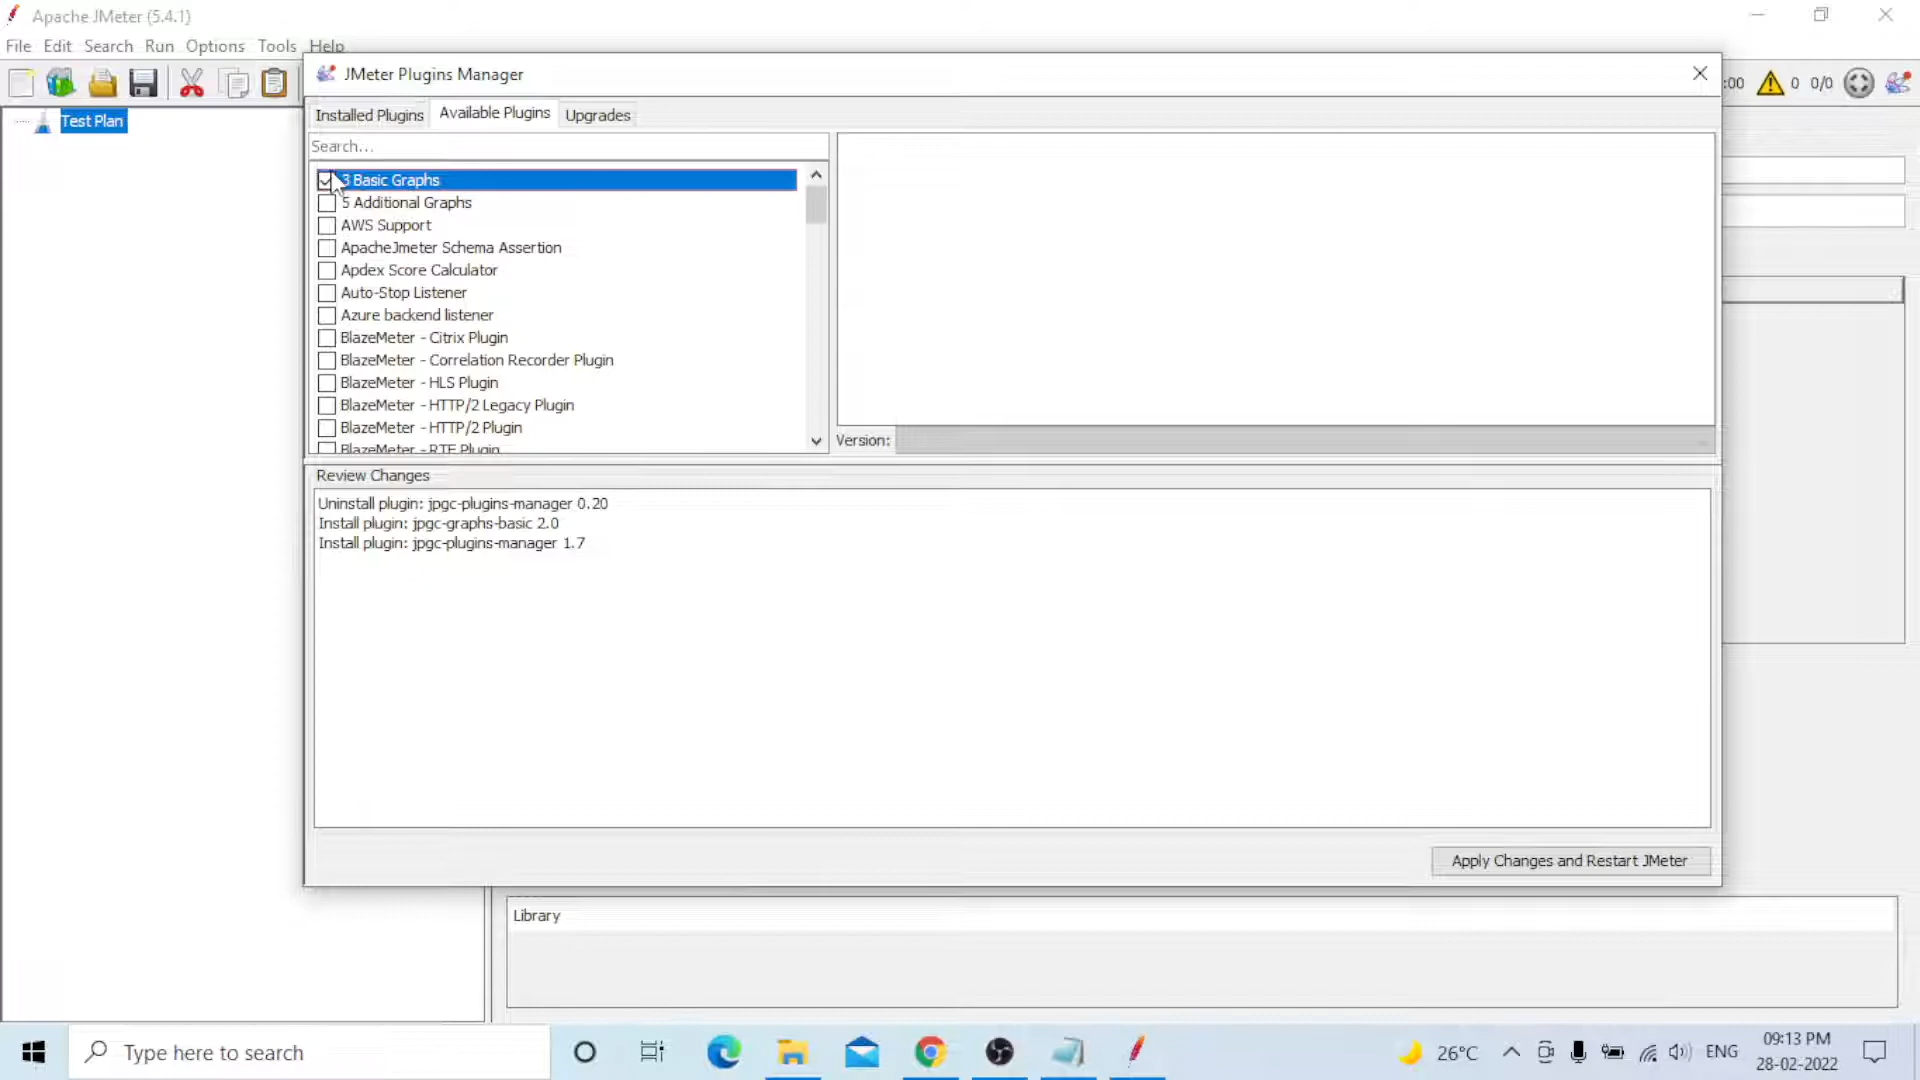 Apache JMeter (5.4.1)
File Edit Search Run Options Tools Help
JMeter Plugins Manager
:00 0 0/0
Test Plan
Installed Plugins Available Plugins Upgrades
Search...
3 Basic Graphs
5 Additional Graphs
AWS Support
ApacheJmeter Schema Assertion
Apdex Score Calculator
Auto-Stop Listener
Azure backend listener
BlazeMeter - Citrix Plugin
BlazeMeter - Correlation Recorder Plugin
BlazeMeter - HLS Plugin
BlazeMeter - HTTP/2 Legacy Plugin
BlazeMeter - HTTP/2 Plugin
BlazeMeter - RTE Plugin
Version:
Review Changes
Uninstall plugin: jpgc-plugins-manager 0.20
Install plugin: jpgc-graphs-basic 2.0
Install plugin: jpgc-plugins-manager 1.7
Apply Changes and Restart JMeter
Library
Type here to search
26°C
ENG
09:13 PM
28-02-2022